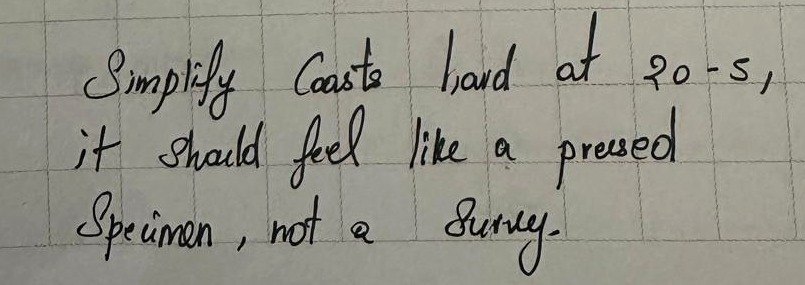 Simplify Coasts hard at 20-5,
it should feel like a pressed
Specimen, not a Survey.